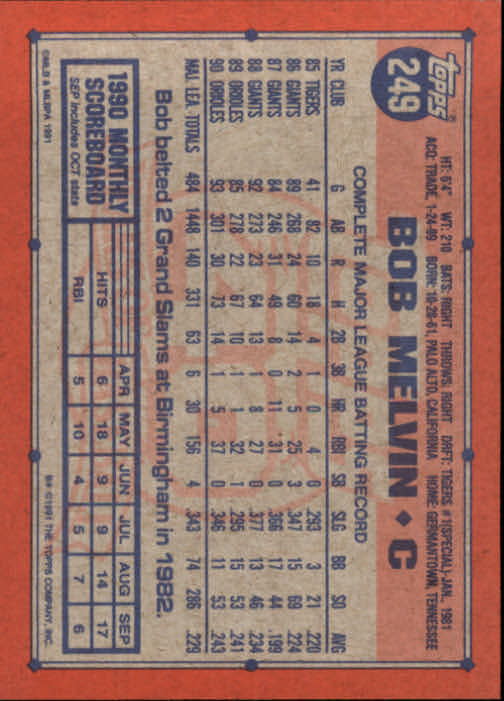 Topps®
249
HT: 6'4" WT: 210 BATS: RIGHT THROWS: RIGHT DRAFT: TIGERS #1(SPECIAL)-JAN., 1981
ACQ: TRADE, 1-24-89 BORN: 10-28-61, PALO ALTO, CALIFORNIA HOME: GERMANTOWN, TENNESSEE
BOB MELVIN ♦ C
COMPLETE MAJOR LEAGUE BATTING RECORD
YR CLUB G AB R H 2B 3B HR RBI SB SLG BB SO AVG
85 TIGERS 41 82 10 18 4 1 0 4 0 .293 3 21 .220
86 GIANTS 89 268 24 60 14 2 5 25 3 .347 15 69 .224
87 GIANTS 84 246 31 49 8 0 11 31 0 .366 17 44 .199
88 GIANTS 92 273 23 64 13 1 8 27 0 .377 13 46 .234
89 ORIOLES 85 278 22 67 10 1 1 32 1 .295 15 53 .241
90 ORIOLES 93 301 30 73 14 1 5 37 0 .346 11 53 .243
MAJ. LEA. TOTALS 484 1448 140 331 63 6 30 156 4 .343 74 286 .229
Bob belted 2 Grand Slams at Birmingham in 1982.
1990 MONTHLY
SCOREBOARD
SEP includes OCT stats
APR MAY JUN JUL AUG SEP
HITS 6 18 9 9 14 17
RBI 5 10 4 5 7 6
©MLB & MLBPA 1991
B# ©1991 THE TOPPS COMPANY, INC.